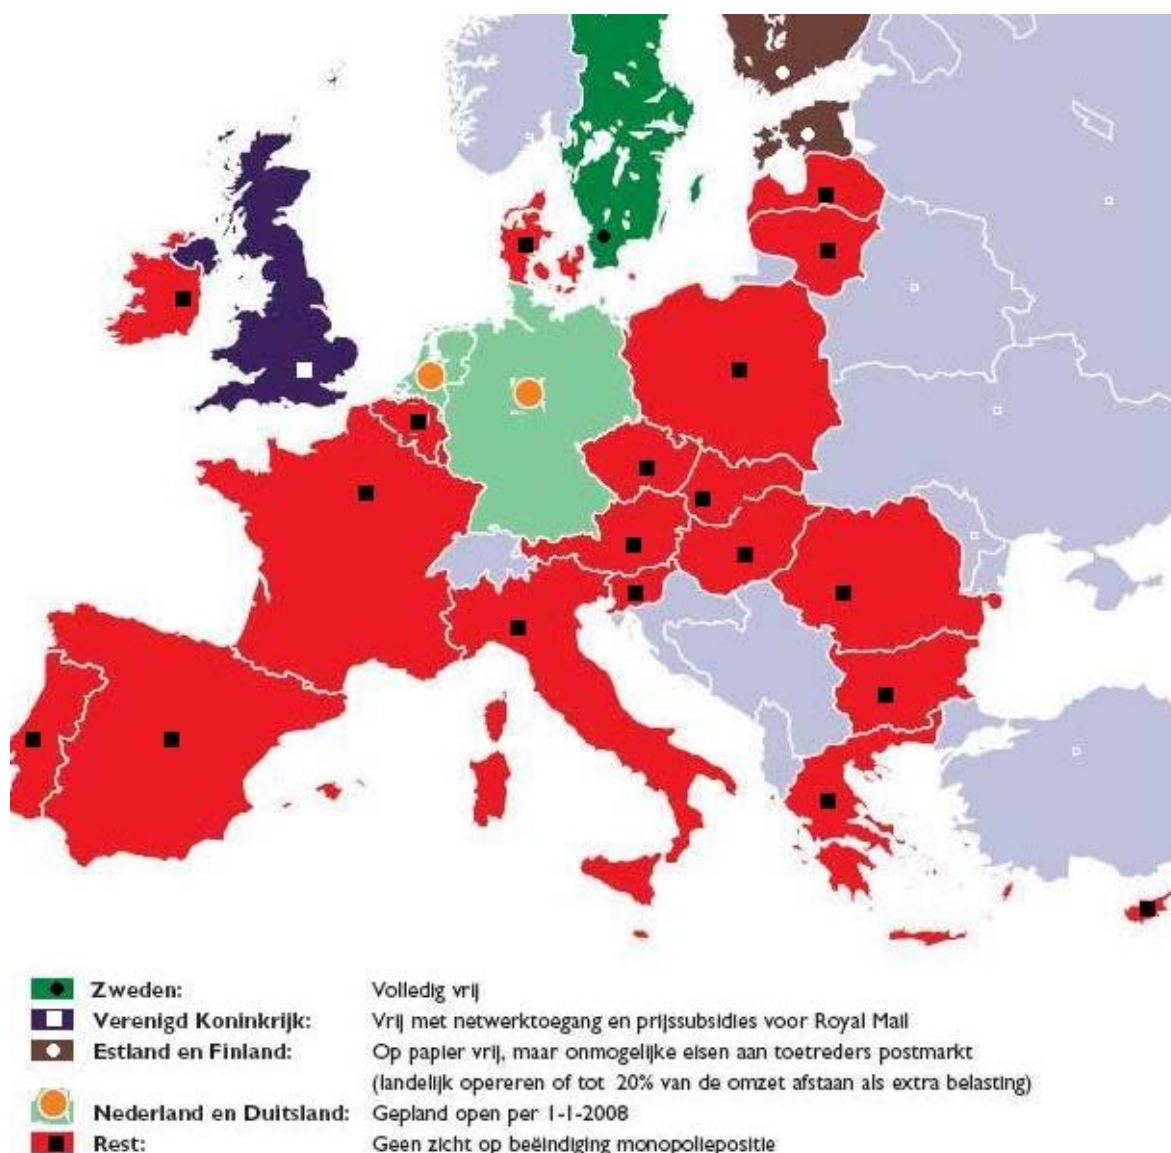 Zweden: Volledig vrij
Verenigd Koninkrijk: Vrij met netwerktoegang en prijssubsidies voor Royal Mail
Estland en Finland: Op papier vrij, maar onmogelijke eisen aan toetreders postmarkt
(landelijk opereren of tot 20% van de omzet afstaan als extra belasting)
Nederland en Duitsland: Gepland open per 1-1-2008
Rest: Geen zicht op beëindiging monopoliepositie